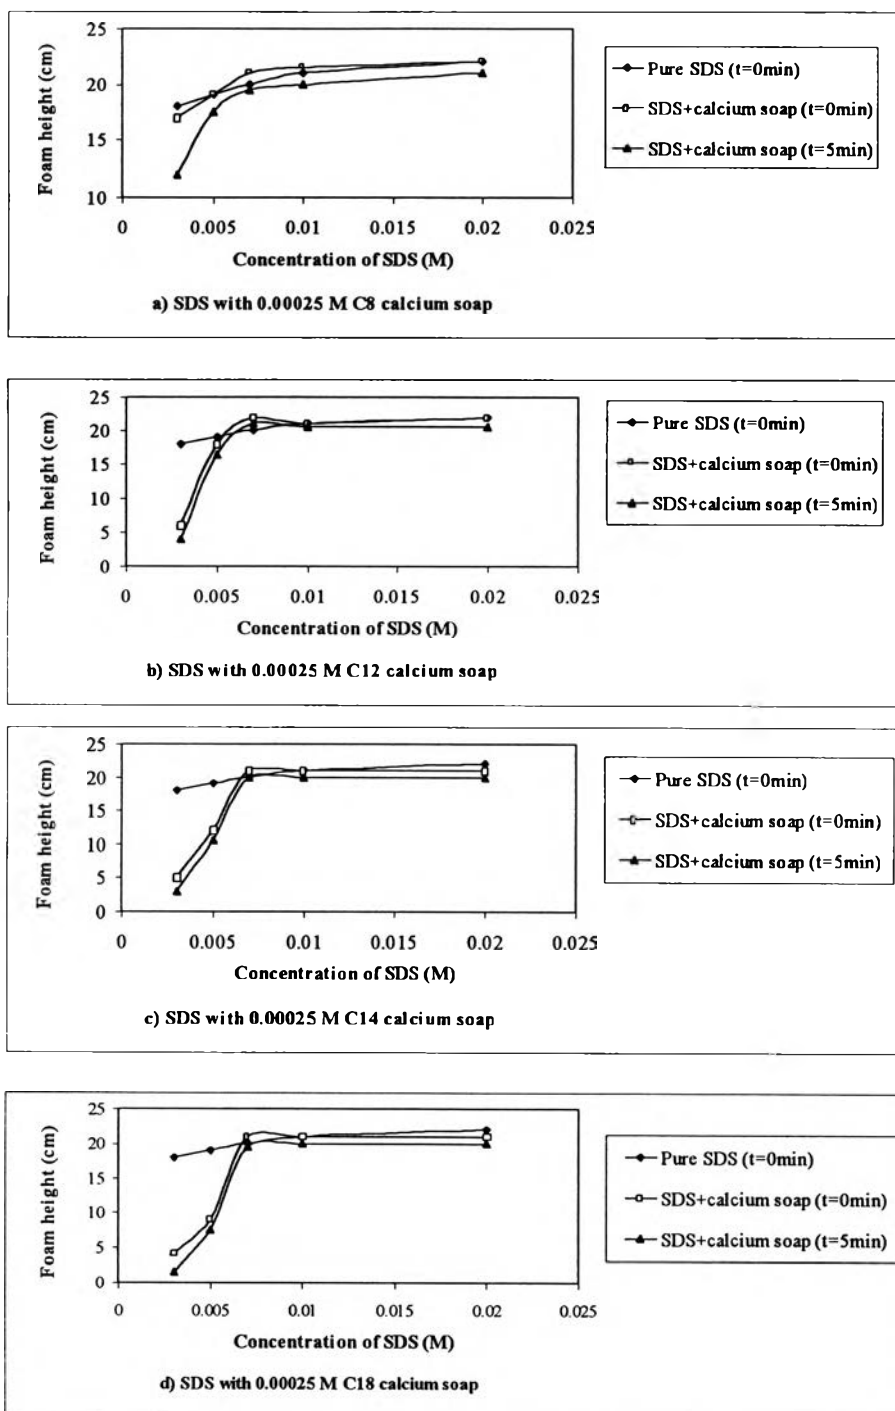 25
20
15
10
Foam height (cm)
0
0.005
0.01
0.015
0.02
0.025
Concentration of SDS (M)
Pure SDS (t=0min)
SDS+calcium soap (t=0min)
SDS+calcium soap (t=5min)
a) SDS with 0.00025 M C8 calcium soap
25
20
15
10
5
0
Foam height (cm)
0
0.005
0.01
0.015
0.02
0.025
Concentration of SDS (M)
Pure SDS (t=0min)
SDS+calcium soap (t=0min)
SDS+calcium soap (t=5min)
b) SDS with 0.00025 M C12 calcium soap
25
20
15
10
5
0
Foam height (cm)
0
0.005
0.01
0.015
0.02
0.025
Concentration of SDS (M)
Pure SDS (t=0min)
SDS+calcium soap (t=0min)
SDS+calcium soap (t=5min)
c) SDS with 0.00025 M C14 calcium soap
25
20
15
10
5
0
Foam height (cm)
0
0.005
0.01
0.015
0.02
0.025
Concentration of SDS (M)
Pure SDS (t=0min)
SDS+calcium soap (t=0min)
SDS+calcium soap (t=5min)
d) SDS with 0.00025 M C18 calcium soap